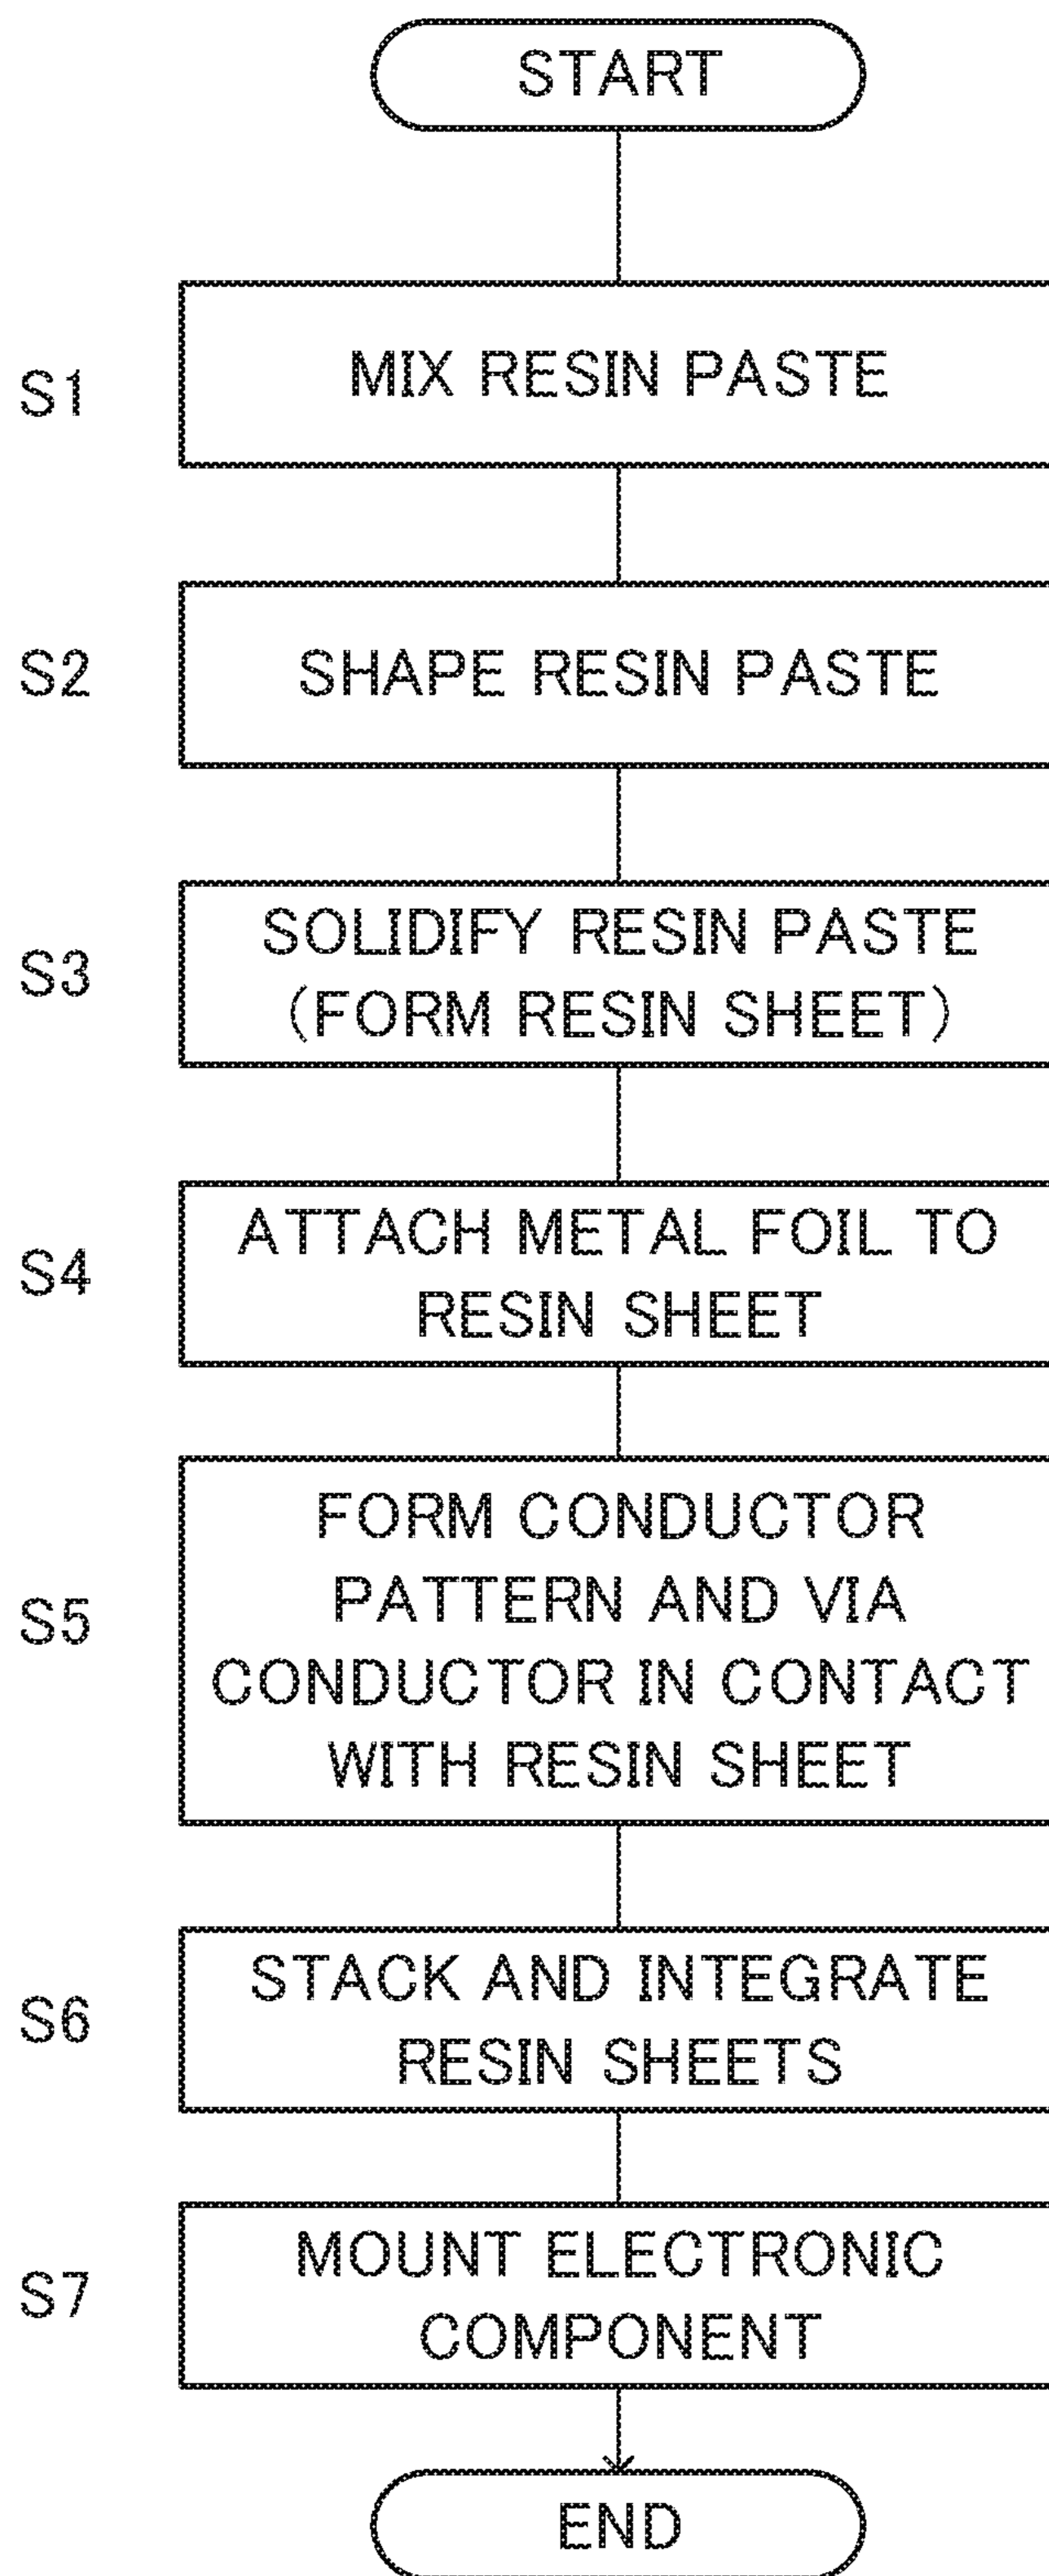 START
S1
MIX RESIN PASTE
S2
SHAPE RESIN PASTE
S3
SOLIDIFY RESIN PASTE
(FORM RESIN SHEET)
S4
ATTACH METAL FOIL TO
RESIN SHEET
S5
FORM CONDUCTOR
PATTERN AND VIA
CONDUCTOR IN CONTACT
WITH RESIN SHEET
S6
STACK AND INTEGRATE
RESIN SHEETS
S7
MOUNT ELECTRONIC
COMPONENT
END